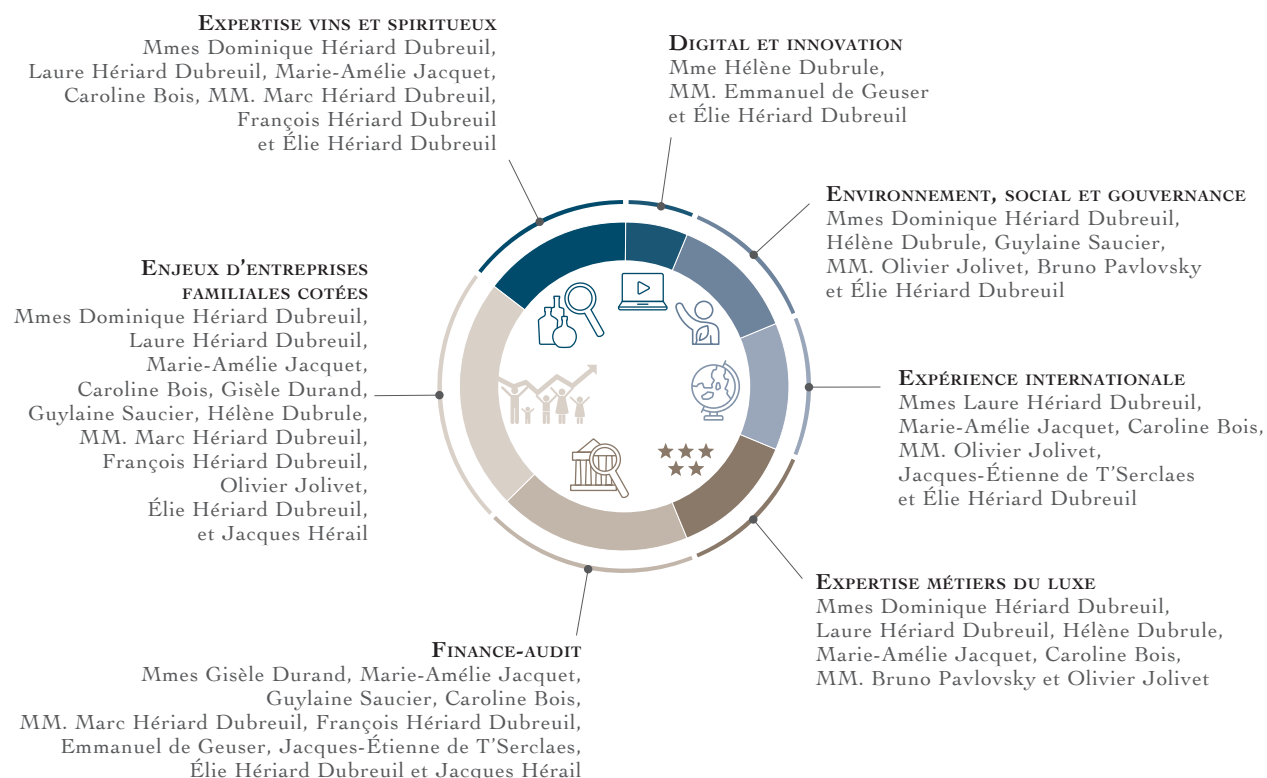 Expertise vins et spiritueux
Mmes Dominique Hériard Dubreuil,
Laure Hériard Dubreuil, Marie-Amélie Jacquet,
Caroline Bois, MM. Marc Hériard Dubreuil,
François Hériard Dubreuil
et Élie Hériard Dubreuil
Digital et innovation
Mme Hélène Dubrule,
MM. Emmanuel de Geuser
et Élie Hériard Dubreuil
Environnement, social et gouvernance
Mmes Dominique Hériard Dubreuil,
Hélène Dubrule, Guylaine Saucier,
MM. Olivier Jolivet, Bruno Pavlovsky
et Élie Hériard Dubreuil
Enjeux d'entreprises
familiales cotées
Mmes Dominique Hériard Dubreuil,
Laure Hériard Dubreuil,
Marie-Amélie Jacquet,
Caroline Bois, Gisèle Durand,
Guylaine Saucier, Hélène Dubrule,
MM. Marc Hériard Dubreuil,
François Hériard Dubreuil,
Olivier Jolivet,
Élie Hériard Dubreuil,
et Jacques Hérail
Expérience internationale
Mmes Laure Hériard Dubreuil,
Marie-Amélie Jacquet, Caroline Bois,
MM. Olivier Jolivet,
Jacques-Étienne de T'Serclaes
et Élie Hériard Dubreuil
Expertise métiers du luxe
Mmes Dominique Hériard Dubreuil,
Laure Hériard Dubreuil, Hélène Dubrule,
Marie-Amélie Jacquet, Caroline Bois,
MM. Bruno Pavlovsky et Olivier Jolivet
Finance-audit
Mmes Gisèle Durand, Marie-Amélie Jacquet,
Guylaine Saucier, Caroline Bois,
MM. Marc Hériard Dubreuil, François Hériard Dubreuil,
Emmanuel de Geuser, Jacques-Étienne de T'Serclaes,
Élie Hériard Dubreuil et Jacques Hérail